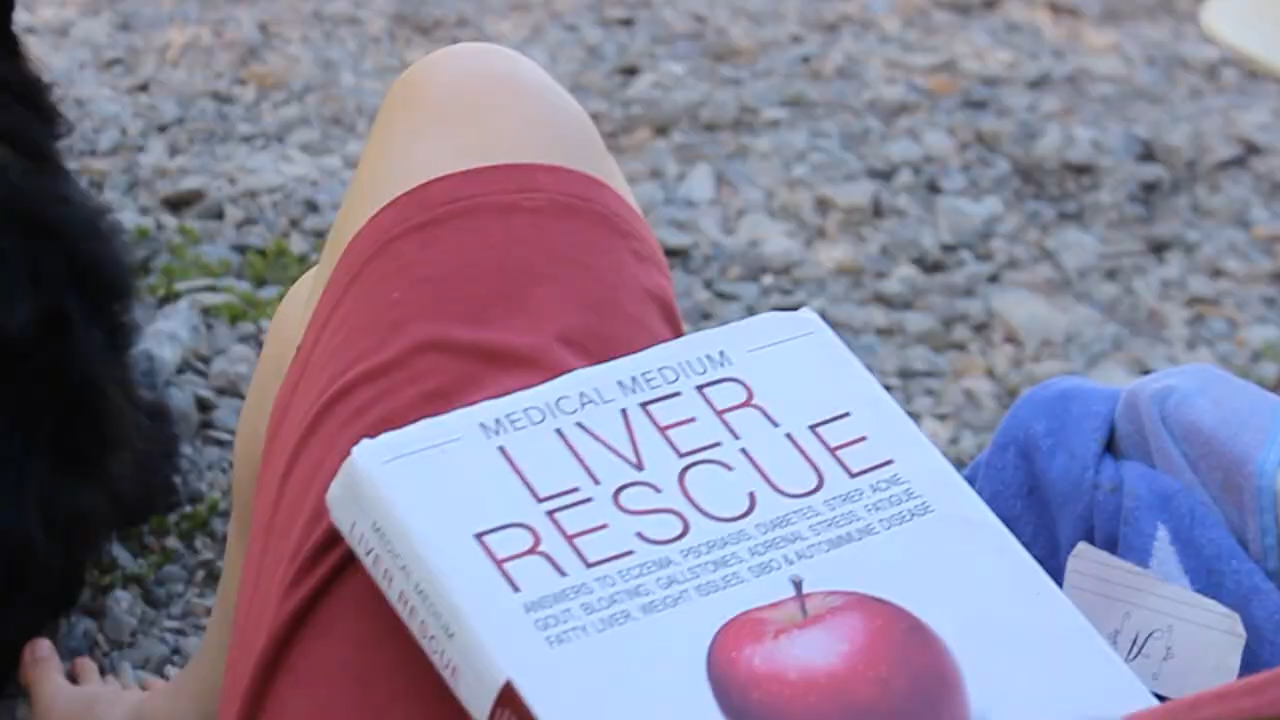 MEDICAL MEDIUM
LIVER
RESCUE
ANSWERS TO ECZEMA, PSORIASIS, DIABETES, STREP, ACNE,
GOUT, BLOATING, GALLSTONES, ADRENAL STRESS, FATIGUE,
FATTY LIVER, WEIGHT ISSUES, SIBO & AUTOIMMUNE DISEASE
MEDICAL MEDIUM
LIVER RESCUE
N